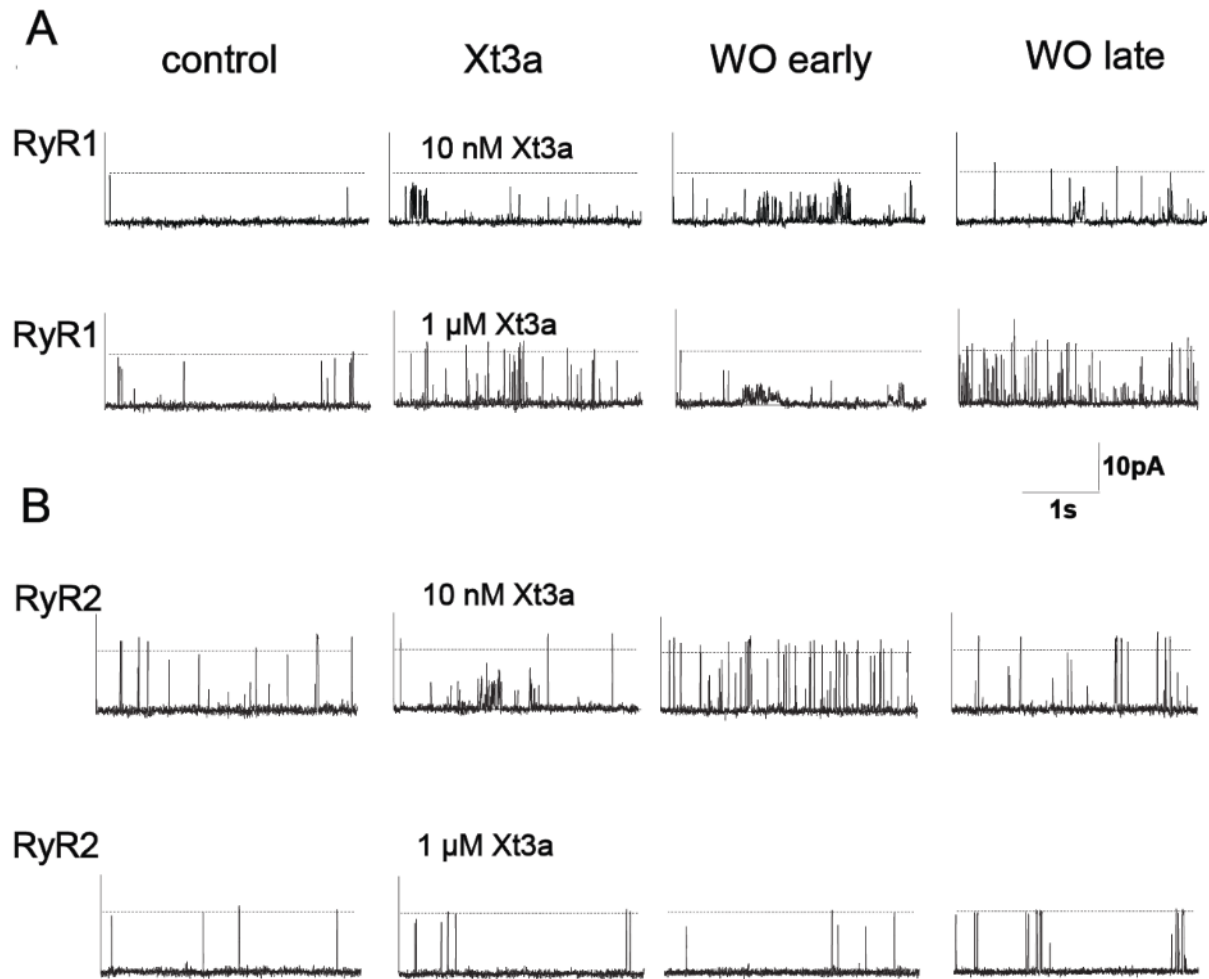 A
control Xt3a WO early WO late
RyR1
10 nM Xt3a
RyR1
1 μM Xt3a
10pA
1s
B
RyR2
10 nM Xt3a
RyR2
1 μM Xt3a